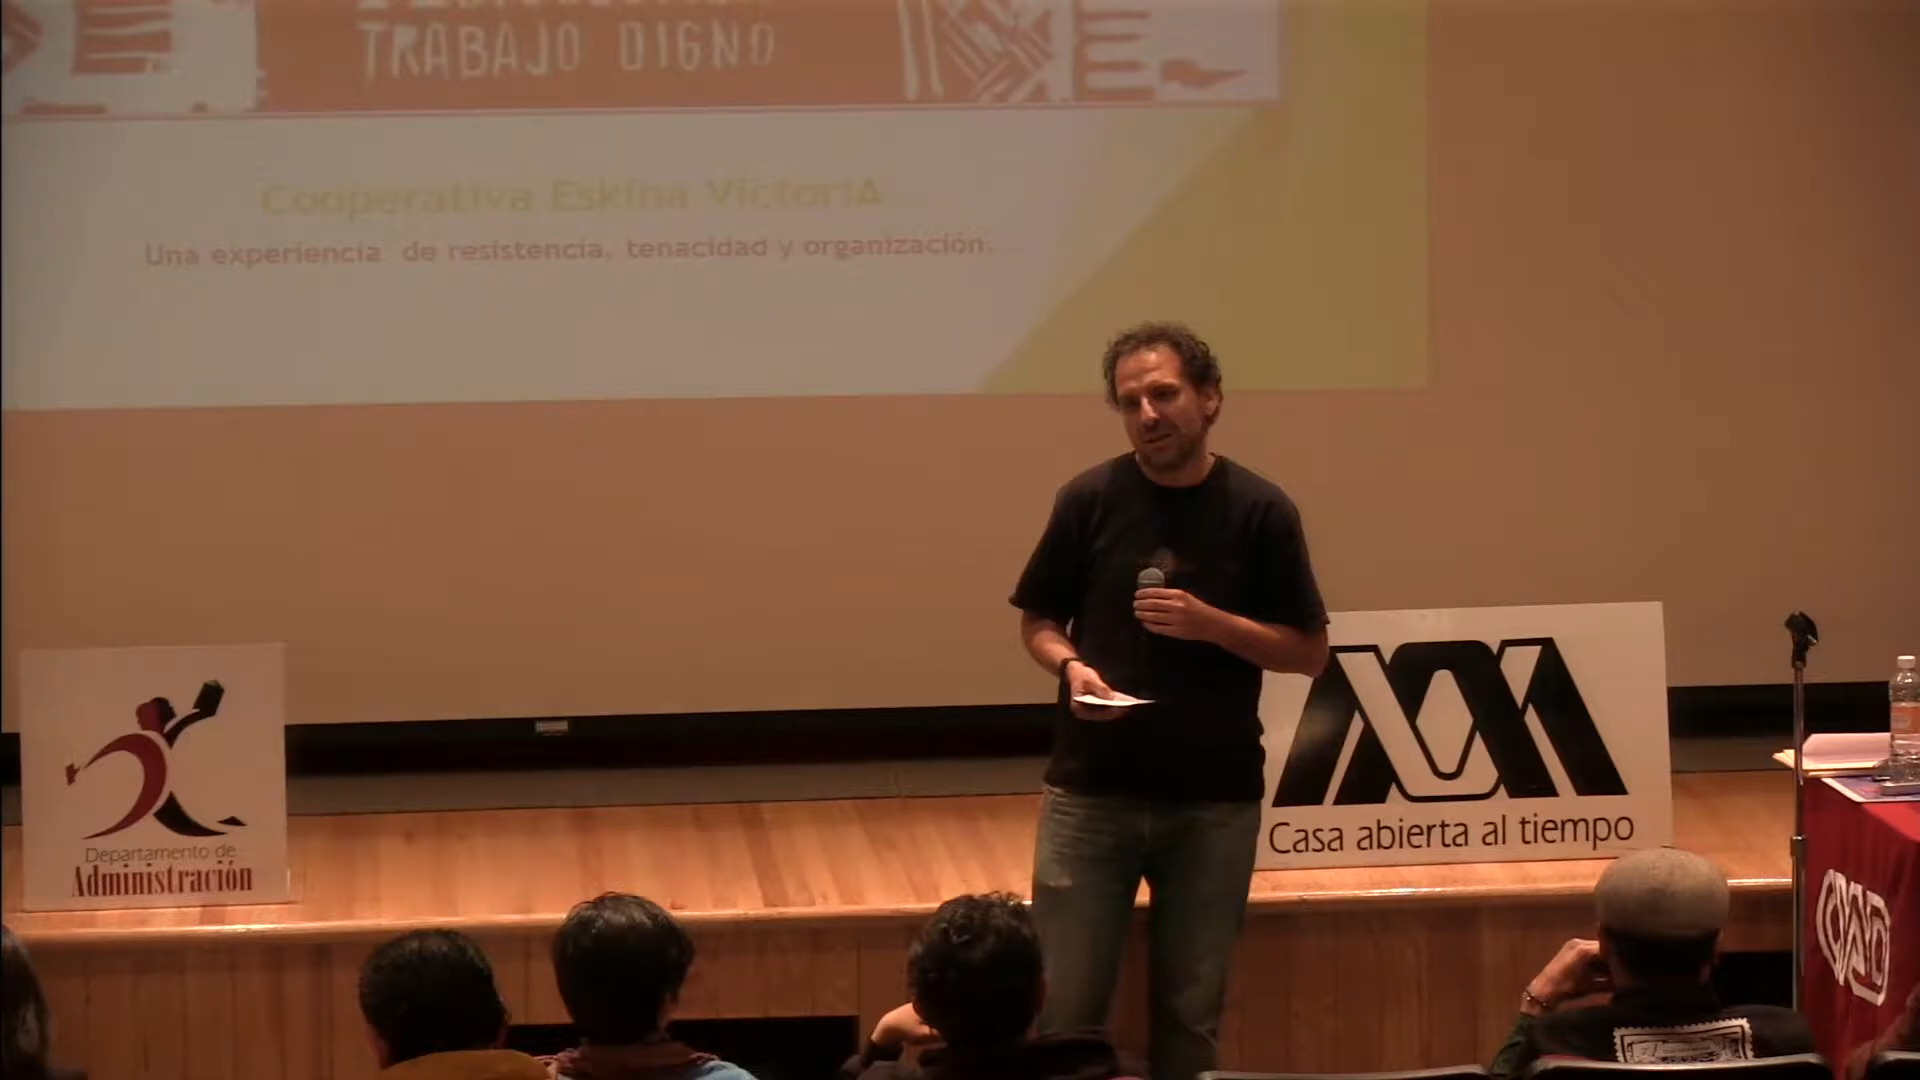 TRABAJO DIGNO
Cooperativa Eskina VictoriA
Una experiencia de resistencia, tenacidad y organización.
Departamento de
Administración
Casa abierta al tiempo